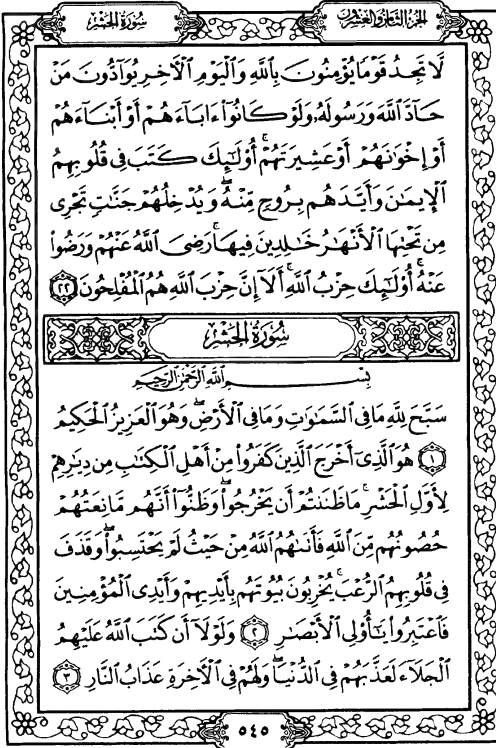 الجزء الثامن والعشرون
سورة الحشر
لَّا تَجِدُ قَوْمًا يُؤْمِنُونَ بِٱللَّهِ وَٱلْيَوْمِ ٱلْأٓخِرِ يُوَآدُّونَ مَنْ
حَآدَّ ٱللَّهَ وَرَسُولَهُۥ وَلَوْ كَانُوٓا۟ ءَابَآءَهُمْ أَوْ أَبْنَآءَهُمْ
أَوْ إِخْوَٰنَهُمْ أَوْ عَشِيرَتَهُمْ ۚ أُو۟لَٰٓئِكَ كَتَبَ فِى قُلُوبِهِمُ
ٱلْإِيمَٰنَ وَأَيَّدَهُم بِرُوحٍ مِّنْهُ ۖ وَيُدْخِلُهُمْ جَنَّٰتٍ تَجْرِى
مِن تَحْتِهَا ٱلْأَنْهَٰرُ خَٰلِدِينَ فِيهَا ۚ رَضِىَ ٱللَّهُ عَنْهُمْ وَرَضُوا۟
عَنْهُ ۚ أُو۟لَٰٓئِكَ حِزْبُ ٱللَّهِ ۚ أَلَآ إِنَّ حِزْبَ ٱللَّهِ هُمُ ٱلْمُفْلِحُونَ ٢٢
سورة الحشر
بِسْمِ ٱللَّهِ ٱلرَّحْمَٰنِ ٱلرَّحِيمِ
سَبَّحَ لِلَّهِ مَا فِى ٱلسَّمَٰوَٰتِ وَمَا فِى ٱلْأَرْضِ ۖ وَهُوَ ٱلْعَزِيزُ ٱلْحَكِيمُ
١ هُوَ ٱلَّذِىٓ أَخْرَجَ ٱلَّذِينَ كَفَرُوا۟ مِنْ أَهْلِ ٱلْكِتَٰبِ مِن دِيَٰرِهِمْ
لِأَوَّلِ ٱلْحَشْرِ ۚ مَا ظَنَنتُمْ أَن يَخْرُجُوا۟ ۖ وَظَنُّوٓا۟ أَنَّهُم مَّانِعَتُهُمْ
حُصُونُهُم مِّنَ ٱللَّهِ فَأَتَىٰهُمُ ٱللَّهُ مِنْ حَيْثُ لَمْ يَحْتَسِبُوا۟ ۖ وَقَذَفَ
فِى قُلُوبِهِمُ ٱلرُّعْبَ ۚ يُخْرِبُونَ بُيُوتَهُم بِأَيْدِيهِمْ وَأَيْدِى ٱلْمُؤْمِنِينَ
فَٱعْتَبِرُوا۟ يَٰٓأُو۟لِى ٱلْأَبْصَٰرِ ٢ وَلَوْلَآ أَن كَتَبَ ٱللَّهُ عَلَيْهِمُ
ٱلْجَلَآءَ لَعَذَّبَهُمْ فِى ٱلدُّنْيَا ۖ وَلَهُمْ فِى ٱلْأٓخِرَةِ عَذَابُ ٱلنَّارِ ٣
٥٤٥